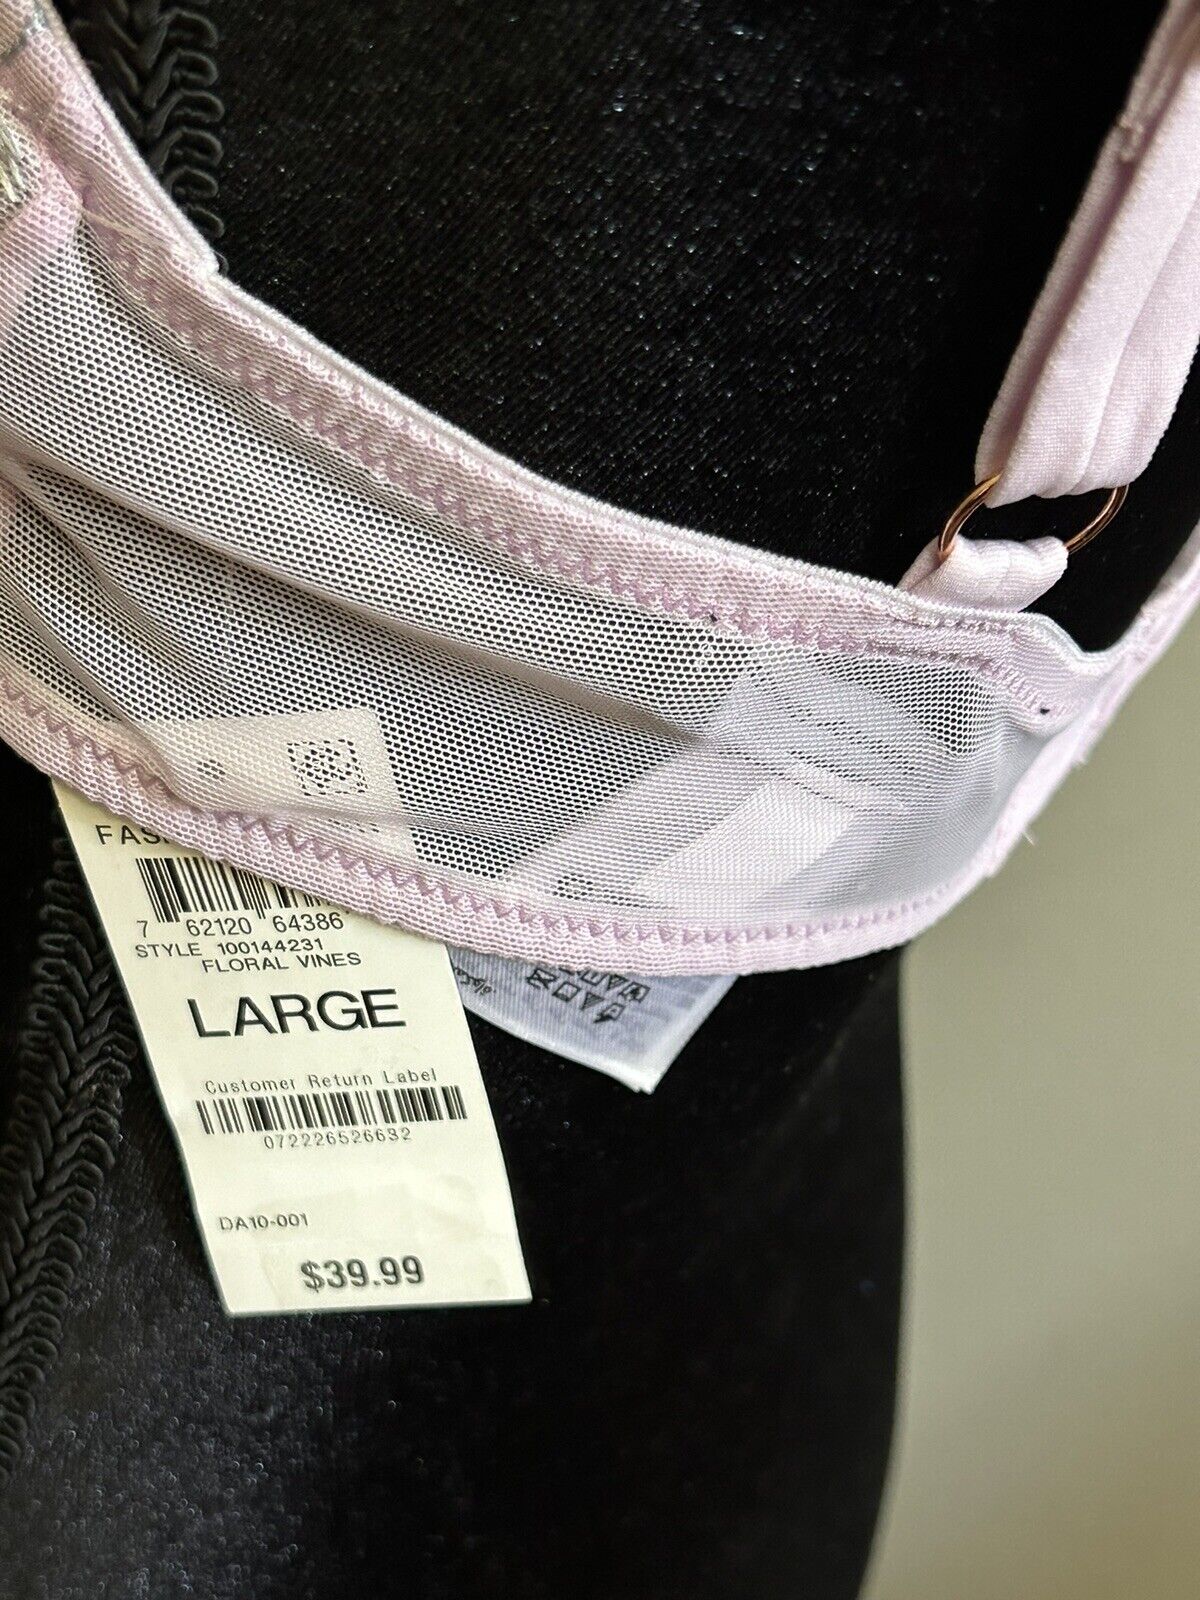 FAS
7 62120 64386
STYLE 100144231
FLORAL VINES
LARGE
Customer Return Label
072226526632
DA10-001
$39.99